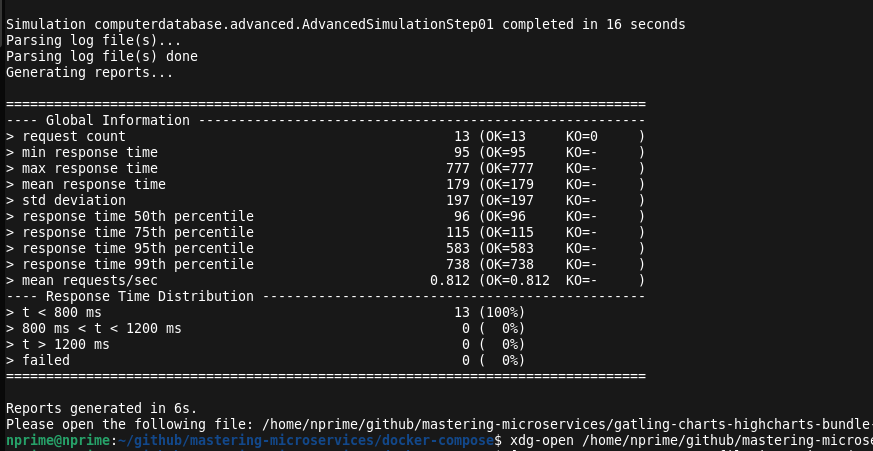 Simulation computerdatabase.advanced.AdvancedSimulationStep01 completed in 16 seconds
Parsing log file(s)...
Parsing log file(s) done
Generating reports...
================================================================================
---- Global Information --------------------------------------------------------
> request count                                         13 (OK=13     KO=0     )
> min response time                                     95 (OK=95     KO=-     )
> max response time                                    777 (OK=777    KO=-     )
> mean response time                                   179 (OK=179    KO=-     )
> std deviation                                        197 (OK=197    KO=-     )
> response time 50th percentile                         96 (OK=96     KO=-     )
> response time 75th percentile                        115 (OK=115    KO=-     )
> response time 95th percentile                        583 (OK=583    KO=-     )
> response time 99th percentile                        738 (OK=738    KO=-     )
> mean requests/sec                                  0.812 (OK=0.812  KO=-     )
---- Response Time Distribution ------------------------------------------------
> t < 800 ms                                            13 (100%)
> 800 ms < t < 1200 ms                                   0 (  0%)
> t > 1200 ms                                            0 (  0%)
> failed                                                 0 (  0%)
================================================================================
Reports generated in 6s.
Please open the following file: /home/nprime/github/mastering-microservices/gatling-charts-highcharts-bundle-
nprime@nprime:~/github/mastering-microservices/docker-compose$ xdg-open /home/nprime/github/mastering-microse